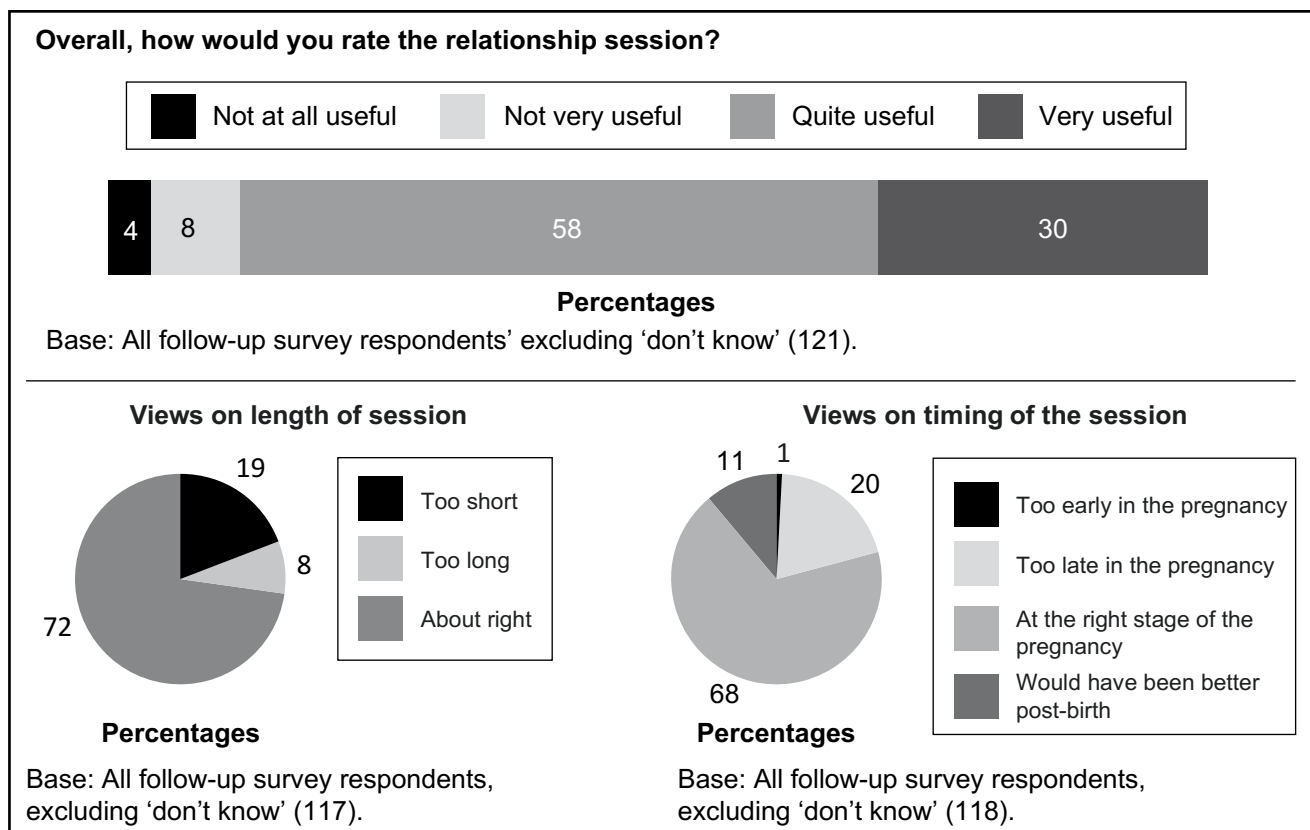 Overall, how would you rate the relationship session?
Not at all useful
Not very useful
Quite useful
Very useful
4
8
58
30
Percentages
Base: All follow-up survey respondents’ excluding ‘don’t know’ (121).
Views on length of session
19
8
72
Too short
Too long
About right
Percentages
Base: All follow-up survey respondents,
excluding ‘don’t know’ (117).
Views on timing of the session
11
1
20
68
Too early in the pregnancy
Too late in the pregnancy
At the right stage of the
pregnancy
Would have been better
post-birth
Percentages
Base: All follow-up survey respondents,
excluding ‘don’t know’ (118).